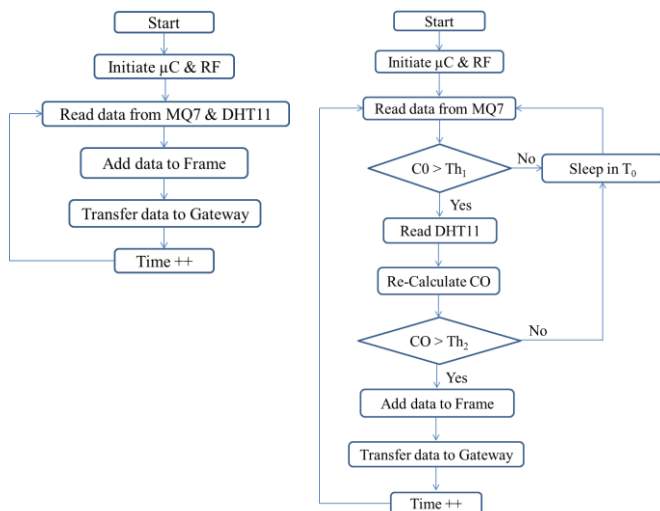 Start
Initiate µC & RF
Read data from MQ7 & DHT11
Add data to Frame
Transfer data to Gateway
Time ++
Start
Initiate µC & RF
Read data from MQ7
C0 > Th₁
No
Sleep in T₀
Yes
Read DHT11
Re-Calculate CO
CO > Th₂
No
Yes
Add data to Frame
Transfer data to Gateway
Time ++